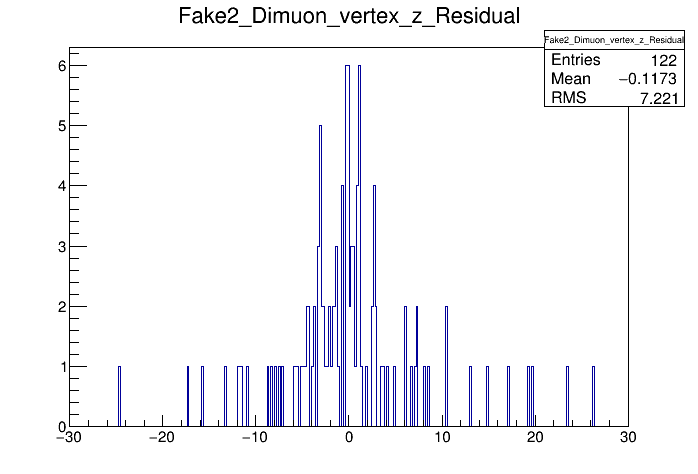 Fake2_Dimuon_vertex_z_Residual
Fake2_Dimuon_vertex_z_Residual
Entries 122
Mean −0.1173
RMS 7.221
6
5
4
3
2
1
0
−30 −20 −10 0 10 20 30